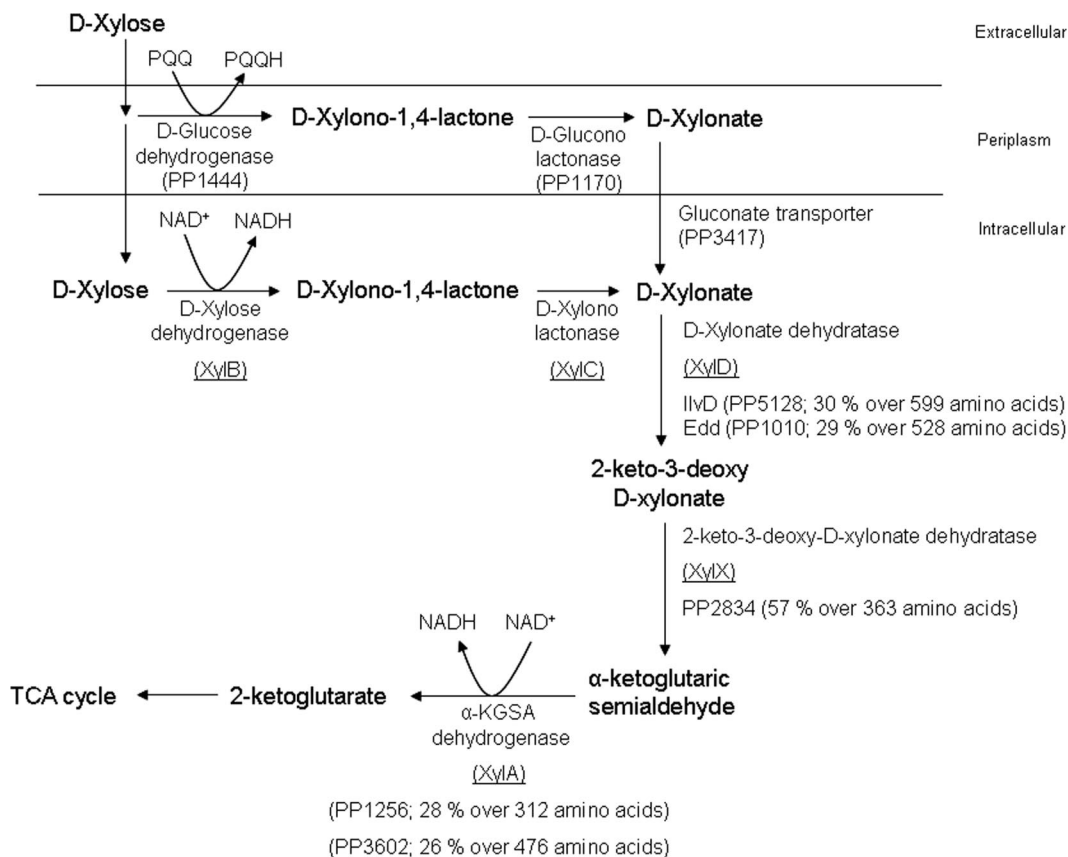 D-Xylose
Extracellular
PQQ PQQH
D-Xylono-1,4-lactone
D-Xylonate
D-Glucose
dehydrogenase
(PP1444)
D-Glucono
lactonase
(PP1170)
Periplasm
Gluconate transporter
(PP3417)
Intracellular
NAD⁺ NADH
D-Xylose
D-Xylono-1,4-lactone
D-Xylonate
D-Xylose
dehydrogenase
(XylB)
D-Xylono
lactonase
(XylC)
D-Xylonate dehydratase
(XylD)
IlvD (PP5128; 30 % over 599 amino acids)
Edd (PP1010; 29 % over 528 amino acids)
2-keto-3-deoxy
D-xylonate
2-keto-3-deoxy-D-xylonate dehydratase
(XylX)
PP2834 (57 % over 363 amino acids)
NADH NAD⁺
TCA cycle
2-ketoglutarate
α-ketoglutaric
semialdehyde
α-KGSA
dehydrogenase
(XylA)
(PP1256; 28 % over 312 amino acids)
(PP3602; 26 % over 476 amino acids)